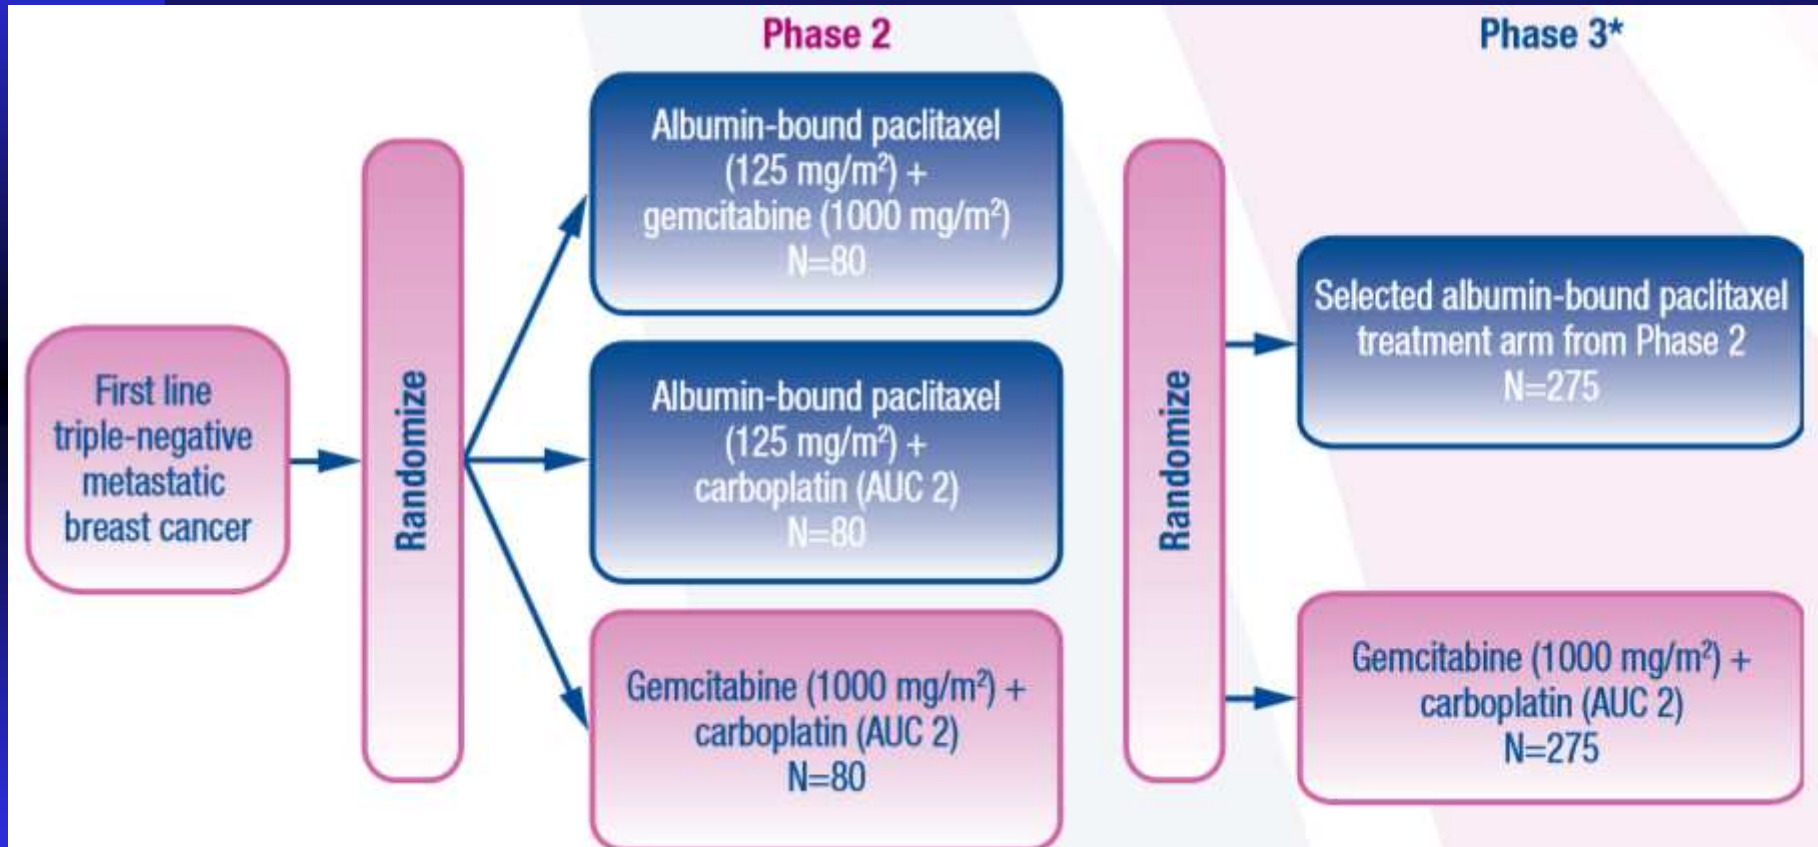 Phase 2
Phase 3*
First line
triple-negative
metastatic
breast cancer
Randomize
Albumin-bound paclitaxel
(125 mg/m²) +
gemcitabine (1000 mg/m²)
N=80
Albumin-bound paclitaxel
(125 mg/m²) +
carboplatin (AUC 2)
N=80
Gemcitabine (1000 mg/m²) +
carboplatin (AUC 2)
N=80
Randomize
Selected albumin-bound paclitaxel
treatment arm from Phase 2
N=275
Gemcitabine (1000 mg/m²) +
carboplatin (AUC 2)
N=275